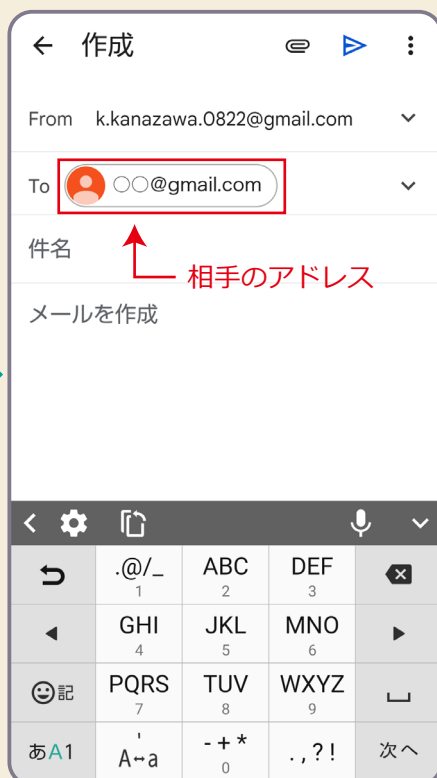 作成
From k.kanazawa.0822@gmail.com
To ○○@gmail.com
件名
相手のアドレス
メールを作成
.@/_ ABC DEF
1 2 3
GHI JKL MNO
4 5 6
記 PQRS TUV WXYZ
7 8 9
あA1 ' A↔a -+* .,?! 次へ
0